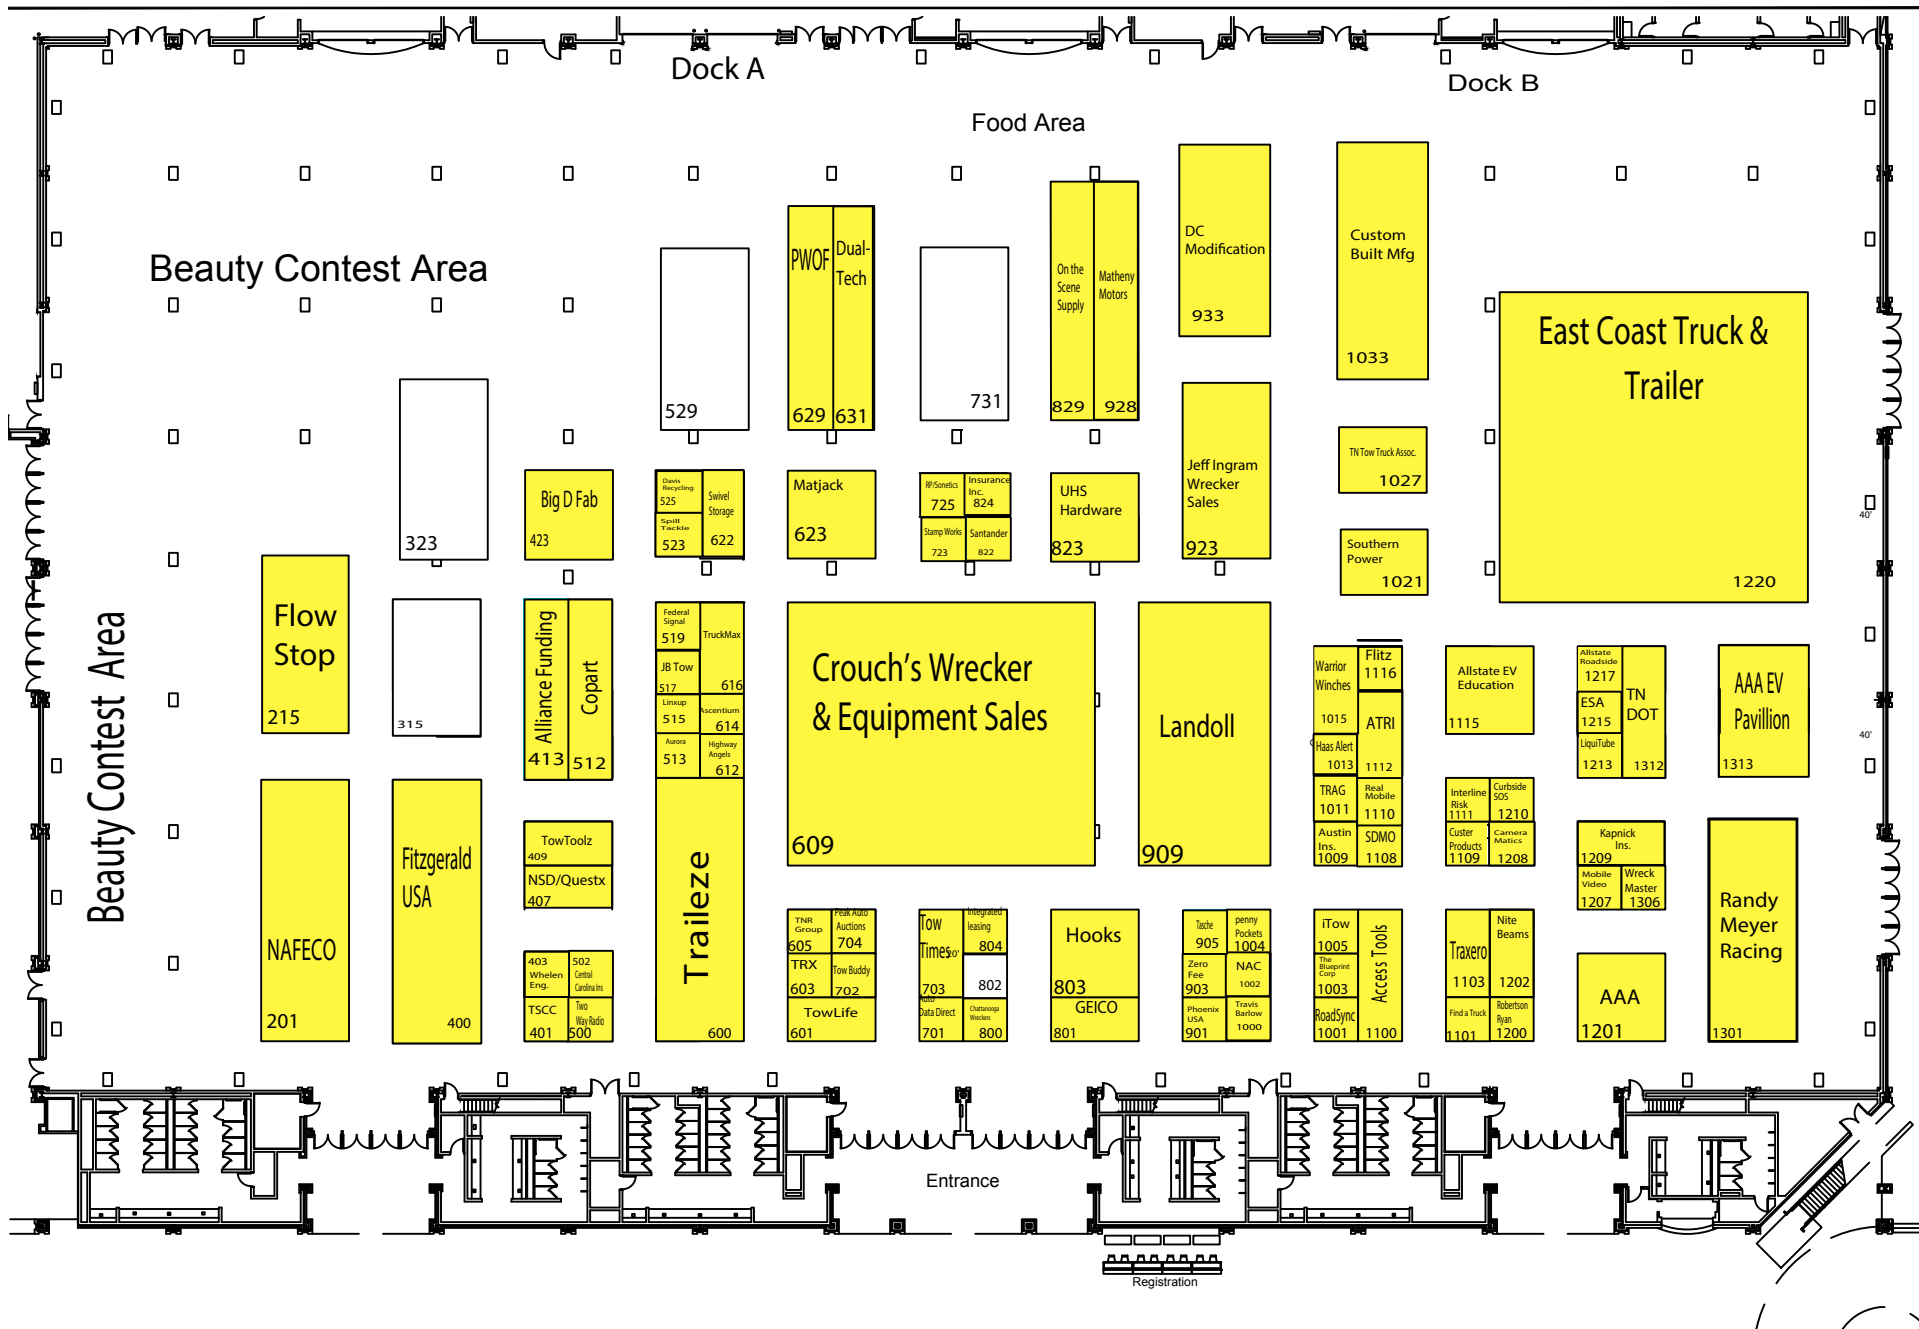 Dock A
Dock B
Food Area
Beauty Contest Area
Beauty Contest Area
529
PWOF
629
Dual-
Tech
631
731
On the
Scene
Supply
829
Matheny
Motors
928
DC
Modification
933
Custom
Built Mfg
1033
East Coast Truck &
Trailer
1220
323
Big D Fab
423
Davis
Recycling
525
Spill
Tackle
523
Swivel
Storage
622
Matjack
623
RP/Sonetics
725
Insurance
Inc.
824
Stamp Works
723
Santander
822
UHS
Hardware
823
Jeff Ingram
Wrecker
Sales
923
TN Tow Truck Assoc.
1027
Southern
Power
1021
40'
40'
Flow
Stop
215
315
Alliance Funding
413
Copart
512
Federal
Signal
519
TruckMax
616
JB Tow
517
Linxup
515
Ascentium
614
Aurora
513
Highway
Angels
612
Crouch's Wrecker
& Equipment Sales
609
Landoll
909
Warrior
Winches
1015
Flitz
1116
ATRI
1112
Haas Alert
1013
TRAG
1011
Real
Mobile
1110
Austin
Ins.
1009
SDMO
1108
Allstate EV
Education
1115
Interline
Risk
1111
Curbside
SOS
1210
Custer
Products
1109
Camera
Matics
1208
Allstate
Roadside
1217
ESA
1215
LiquiTube
1213
TN
DOT
1312
AAA EV
Pavillion
1313
Kapnick
Ins.
1209
Mobile
Video
1207
Wreck
Master
1306
Randy
Meyer
Racing
1301
NAFECO
201
Fitzgerald
USA
400
TowToolz
409
NSD/Questx
407
403
Whelen
Eng.
502
Central
Carolina Ins
TSCC
401
Two
Way Radio
500
Traileze
600
TNR
Group
605
Peak Auto
Auctions
704
TRX
603
Tow Buddy
702
TowLife
601
Tow
Times
20'
703
Integrated
leasing
804
802
Auto
Data Direct
701
Chattanooga
Wreckers
800
Hooks
803
GEICO
801
Tasche
905
penny
Pockets
1004
Zero
Fee
903
NAC
1002
Phoenix
USA
901
Travis
Barlow
1000
iTow
1005
The
Blueprint
Corp
1003
RoadSync
1001
Access Tools
1100
Traxero
1103
Nite
Beams
1202
Find a Truck
1101
Robertson
Ryan
1200
AAA
1201
Entrance
Registration